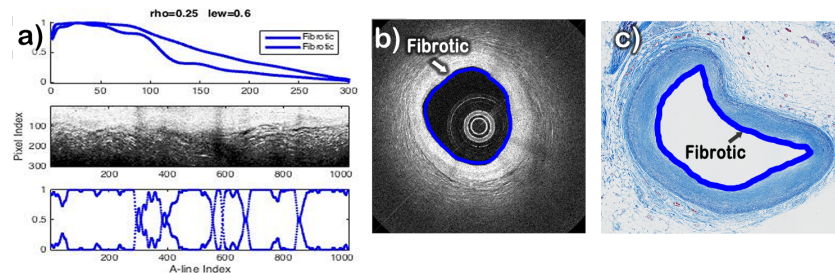 rho=0.25 lew=0.6
a)
1
0.5
0
Fibrotic
Fibrotic
0 50 100 150 200 250 300
Pixel Index
100
200
300
200 400 600 800 1000
1
0.5
0
0 200 400 600 800 1000
A-line Index
b)
Fibrotic
c)
Fibrotic